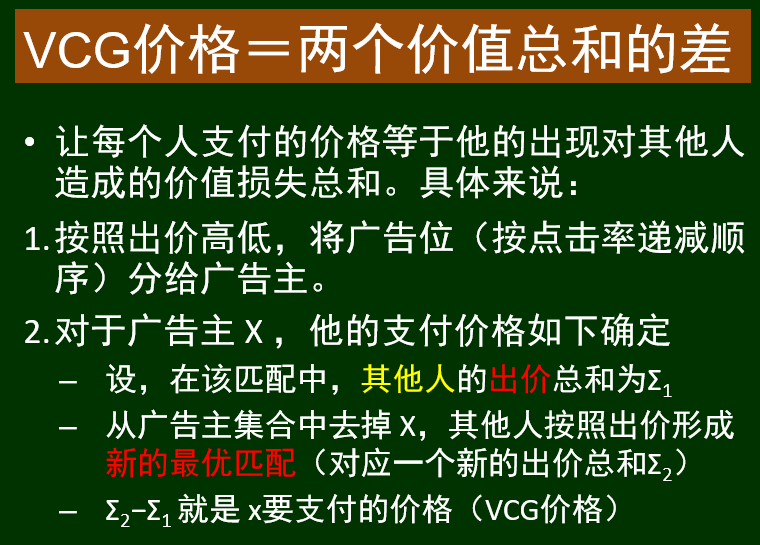 VCG价格＝两个价值总和的差
• 让每个人支付的价格等于他的出现对其他人
造成的价值损失总和。具体来说：
1.按照出价高低，将广告位（按点击率递减顺
序）分给广告主。
2.对于广告主 X ，他的支付价格如下确定
– 设，在该匹配中，其他人的出价总和为Σ₁
– 从广告主集合中去掉 X，其他人按照出价形成
新的最优匹配（对应一个新的出价总和Σ₂）
– Σ₂–Σ₁ 就是 x要支付的价格（VCG价格）